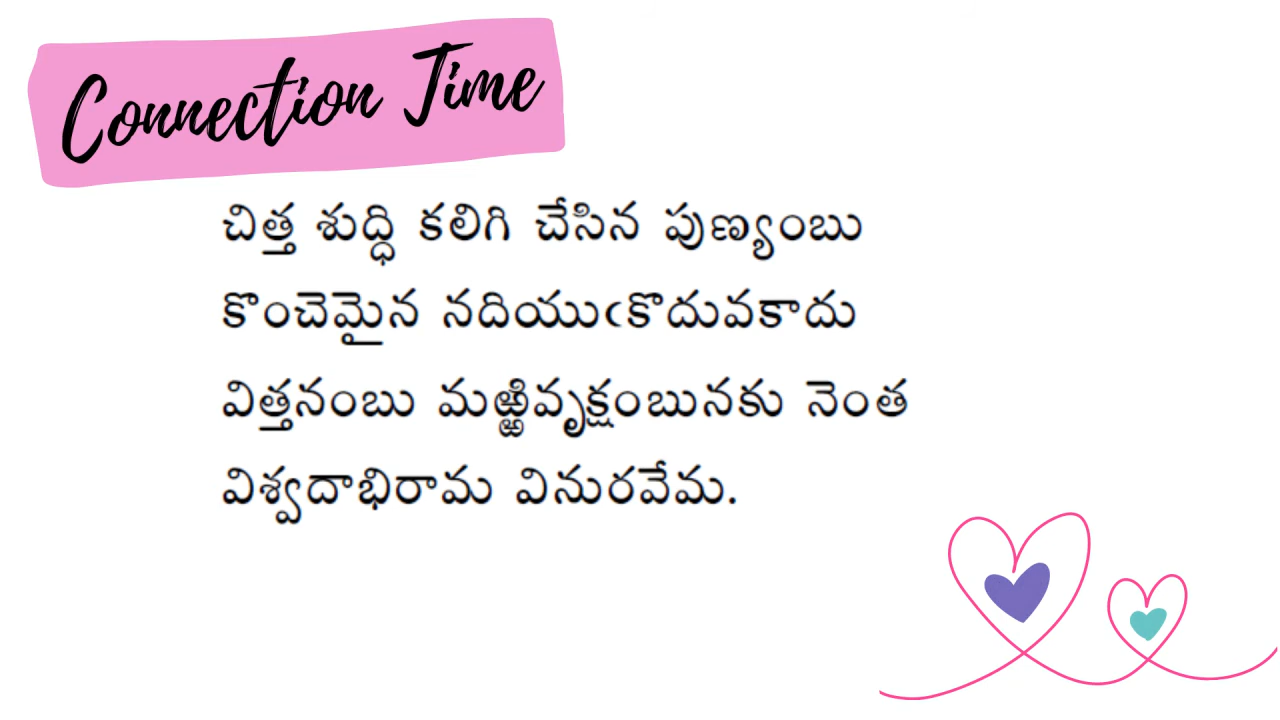 Connection Time
చిత్త శుద్ధి కలిగి చేసిన పుణ్యంబు
కొంచెమైన నదియుఁకొదువకాదు
విత్తనంబు మఱ్ఱివృక్షంబునకు నెంత
విశ్వదాభిరామ వినురవేమ.